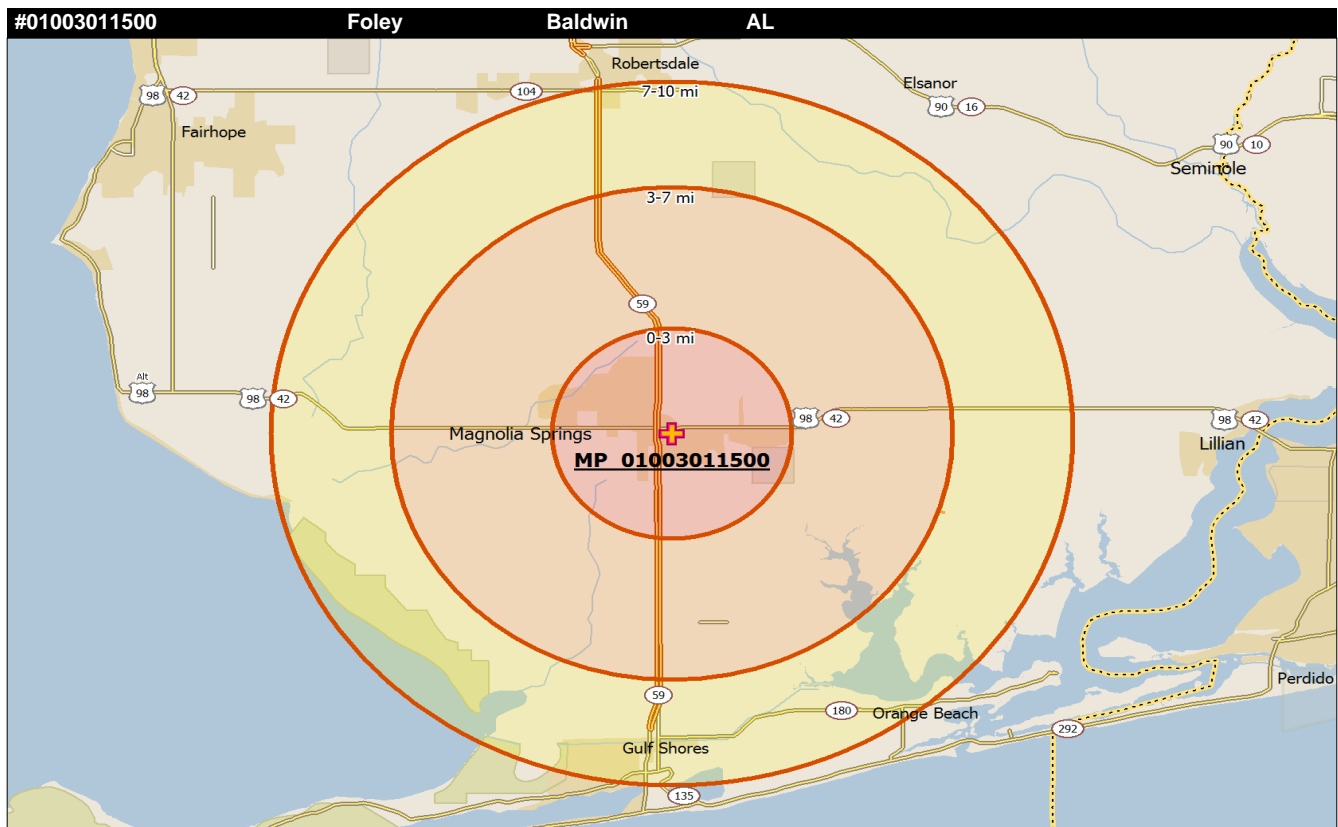 #01003011500 Foley Baldwin AL
Robertsdale
7-10 mi
104
98 42
Fairhope
Elsanor
90 16
90 10
Seminole
3-7 mi
59
0-3 mi
Alt
98
98 42
98 42
98 42
Magnolia Springs
Lillian
MP_01003011500
Perdido
59
180
Orange Beach
292
Gulf Shores
135